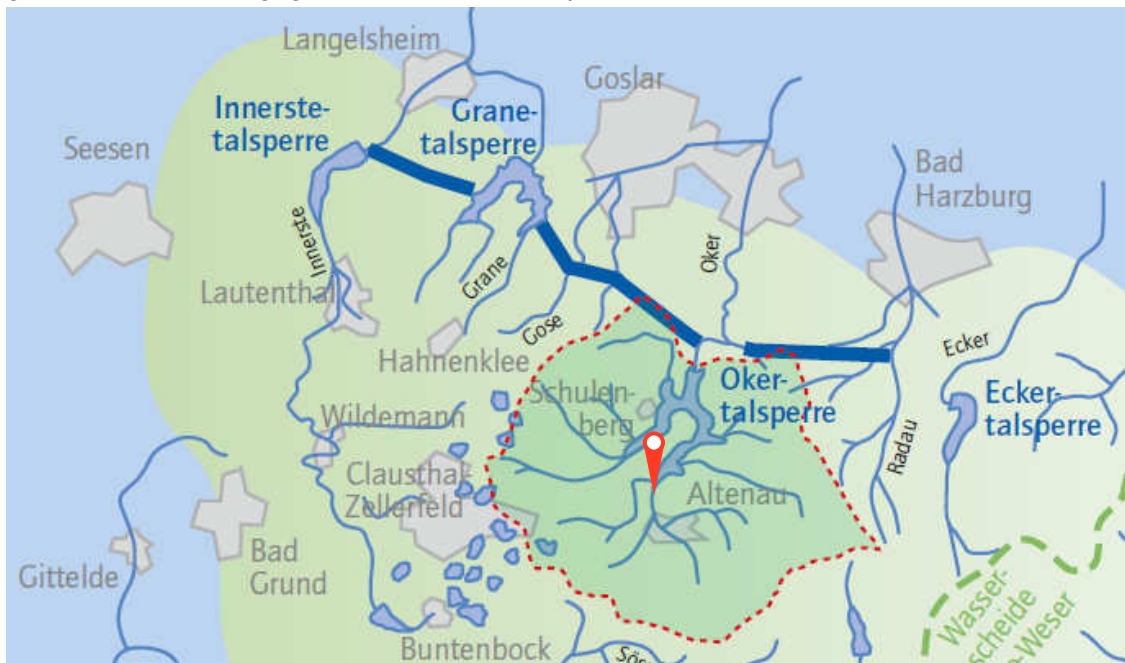 Langelsheim
Goslar
Innerste-
talsperre
Grane-
talsperre
Seesen
Bad
Harzburg
Innerste
Oker
Grane
Lautenthal
Gose
Ecker
Hahnenklee
Schulen-
berg
Oker-
talsperre
Ecker-
talsperre
Wildemann
Radau
Clausthal-
Zellerfeld
Altenau
Bad
Grund
Gittelde
Wasser-
scheide
Weser
Buntenbock